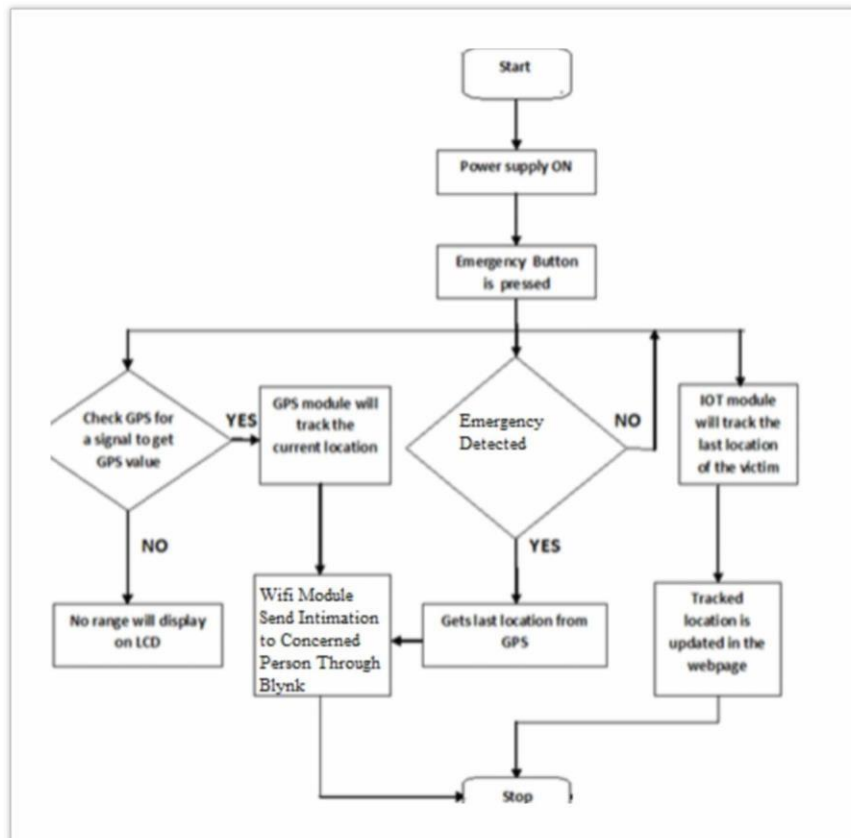 Start
Power supply ON
Emergency Button
is pressed
Check GPS for
a signal to get
GPS value
YES
GPS module will
track the
current location
Emergency
Detected
NO
IOT module
will track the
last location
of the victim
NO
YES
No range will display
on LCD
Wifi Module
Send Intimation
to Concerned
Person Through
Blynk
Gets last location from
GPS
Tracked
location is
updated in the
webpage
Stop